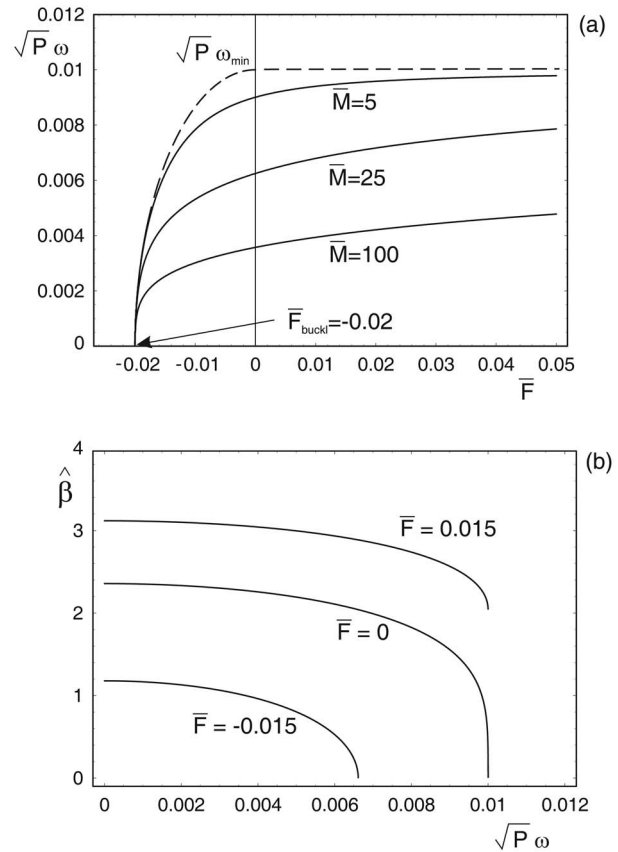 (a)
√P ω
√P ω_min
0.01
0.008
0.006
0.004
0.002
0
M̅=5
M̅=25
M̅=100
F̅_buckl=-0.02
-0.02 -0.01 0 0.01 0.02 0.03 0.04 0.05
F̅
(b)
4
β̂
3
2
1
0
F̅ = 0.015
F̅ = 0
F̅ = -0.015
0 0.002 0.004 0.006 0.008 0.01 0.012
√P ω